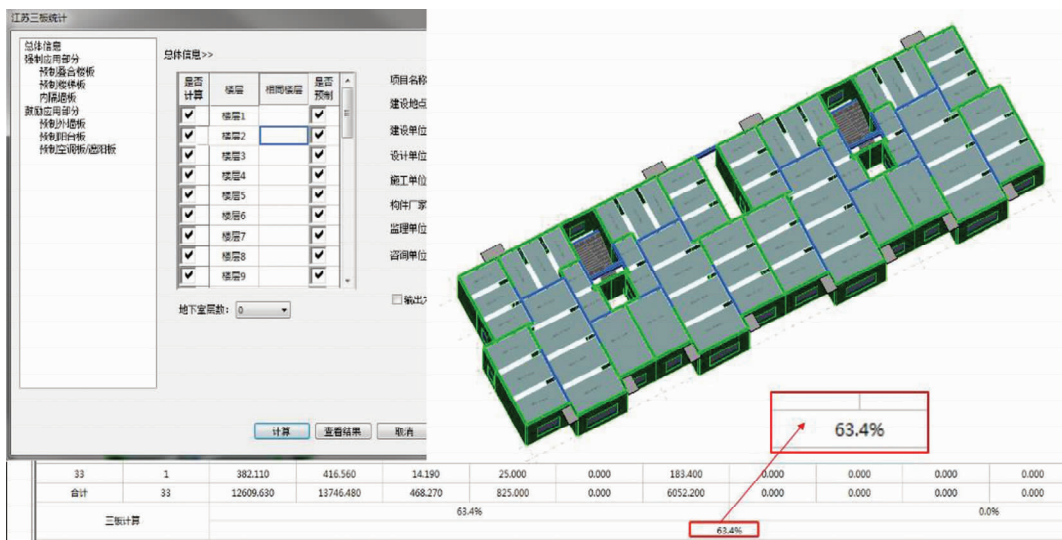 江苏三板统计
总体信息
强制应用部分
预制叠合楼板
预制楼梯板
内隔墙板
鼓励应用部分
预制外墙板
预制阳台板
预制空调板/遮阳板
总体信息>>
是否计算 楼层 相同楼层 是否预制
楼层1
楼层2
楼层3
楼层4
楼层5
楼层6
楼层7
楼层8
楼层9
地下室层数: 0
项目名称
建设地点
建设单位
设计单位
施工单位
构件厂家
监理单位
咨询单位
输出
计算 查看结果 取消
63.4%
33 1 382.110 416.560 14.190 25.000 0.000 183.400 0.000 0.000 0.000 0.000
合计 33 12609.630 13746.480 468.270 825.000 0.000 6052.200 0.000 0.000 0.000 0.000
三板计算 63.4% 0.0%
63.4%